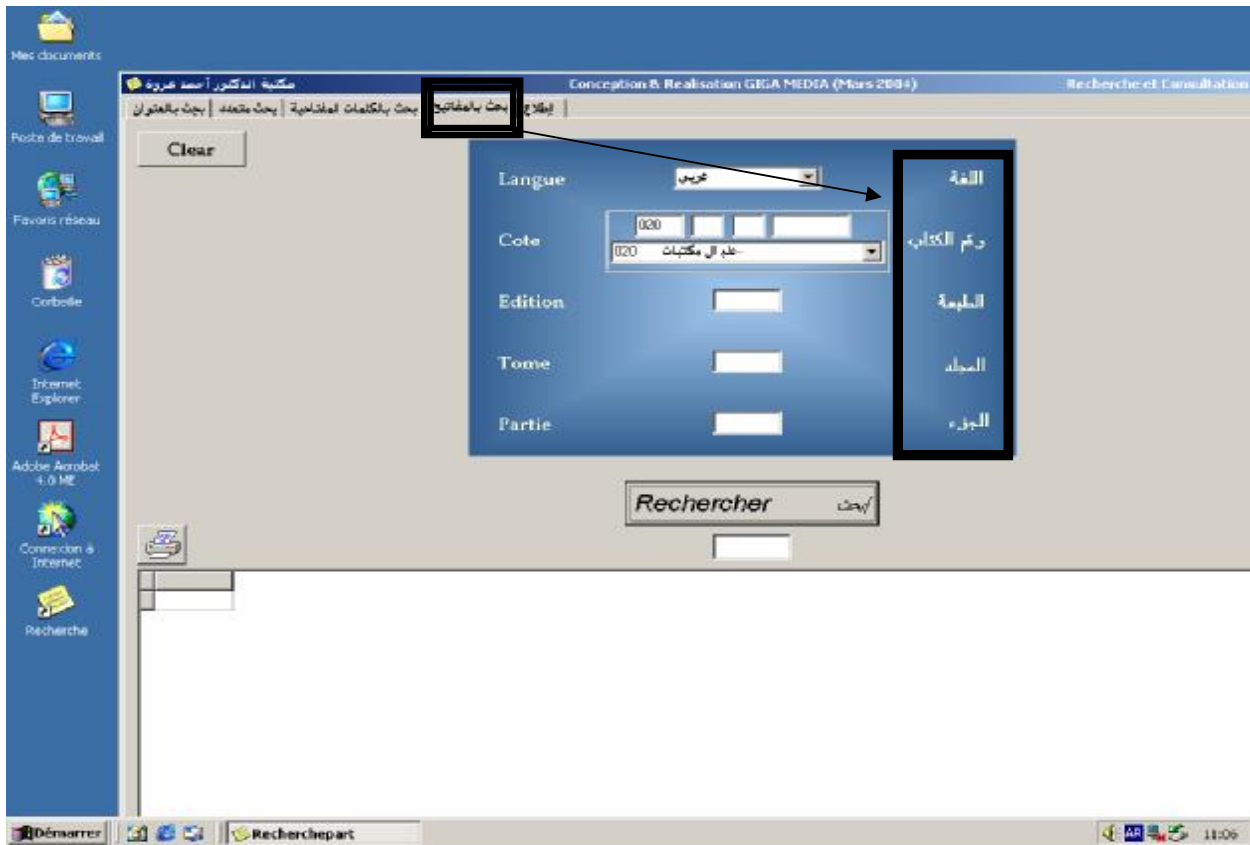 Mes documents
مكتبة الدكتور أحمد عروة
Conception & Realisation GIGA MEDIA (Mars 2004)
Recherche et Consultation
بحث بالعنوان
بحث متعدد
بحث بالكلمات المفتاحية
بحث بالمفاتيح
إطلاع
Poste de travail
Clear
Langue
عربي
اللغة
Favoris réseau
Cote
020
020 علم ال مكتبات-
رقم الكتاب
Corbeille
Edition
الطبعة
Internet
Explorer
Tome
المجلد
Partie
الجزء
Adobe Acrobat
4.0 ME
Rechercher
إبحث
Connexion à
Internet
Recherche
Démarrer
Recherchepart
AR
11:06